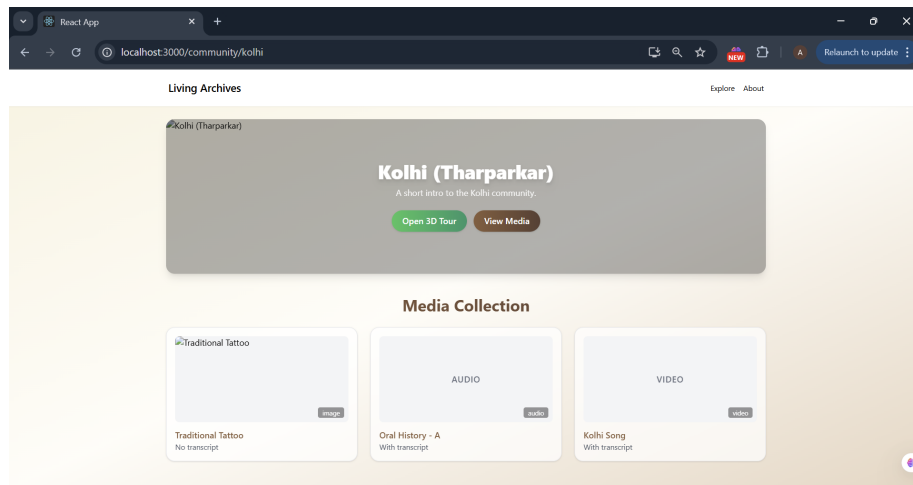 React App
localhost:3000/community/kolhi
NEW
A
Relaunch to update
Living Archives
Explore About
Kolhi (Tharparkar)
Kolhi (Tharparkar)
A short intro to the Kolhi community.
Open 3D Tour View Media
Media Collection
Traditional Tattoo
AUDIO
VIDEO
image
audio
video
Traditional Tattoo
No transcript
Oral History - A
With transcript
Kolhi Song
With transcript